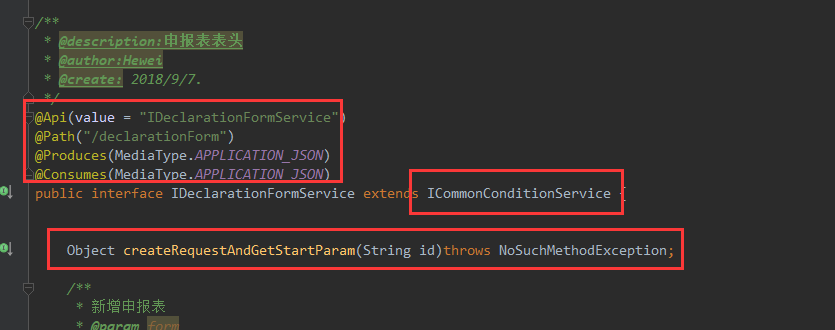 /**
* @description:申报表表头
* @author:Hewei
* @create: 2018/9/7.
*/
@Api(value = "IDeclarationFormService")
@Path("/declarationForm")
@Produces(MediaType.APPLICATION_JSON)
@Consumes(MediaType.APPLICATION_JSON)
public interface IDeclarationFormService extends ICommonConditionService {
Object createRequestAndGetStartParam(String id)throws NoSuchMethodException;
/**
* 新增申报表
* @param form